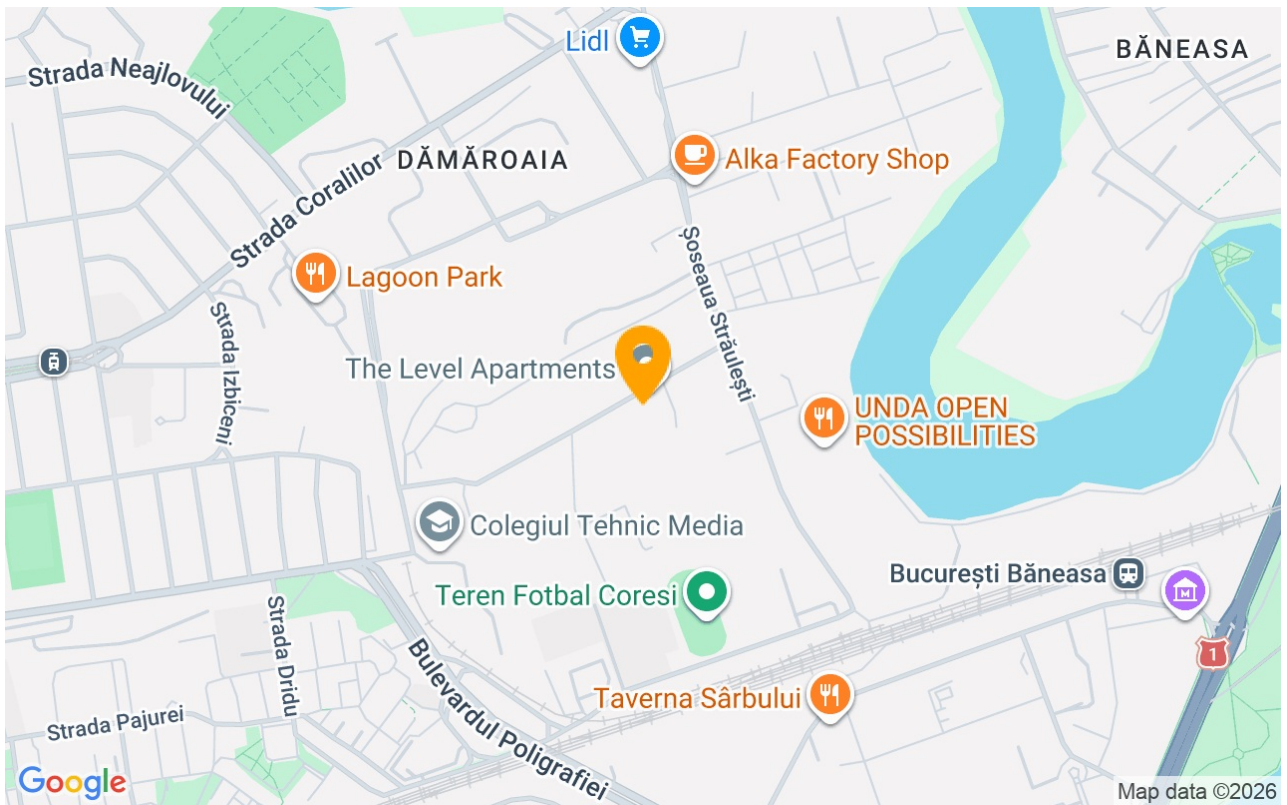 Lidl
BĂNEASA
Strada Neajlovului
DĂMĂROAIA
Alka Factory Shop
Strada Coralilor
Lagoon Park
Șoseaua Străulești
Strada Izbiceni
The Level Apartments
UNDA OPEN
POSSIBILITIES
Colegiul Tehnic Media
București Băneasa
Teren Fotbal Coresi
M
1
Strada Dridu
Bulevardul Poligrafiei
Taverna Sârbului
Strada Pajurei
Google
Map data ©2026